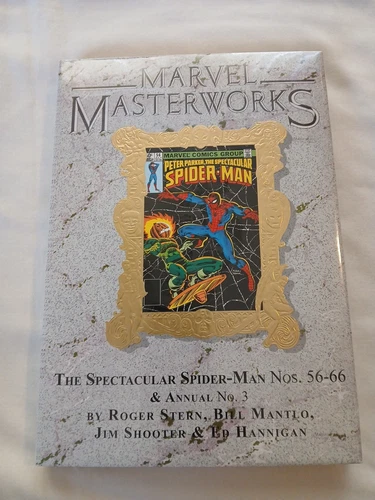 MARVEL
MASTERWORKS
MARVEL COMICS GROUP
PETER PARKER, THE SPECTACULAR
SPIDER-MAN
THE SPECTACULAR SPIDER-MAN NOS. 56-66
& ANNUAL NO. 3
BY ROGER STERN, BILL MANTLO,
JIM SHOOTER & ED HANNIGAN